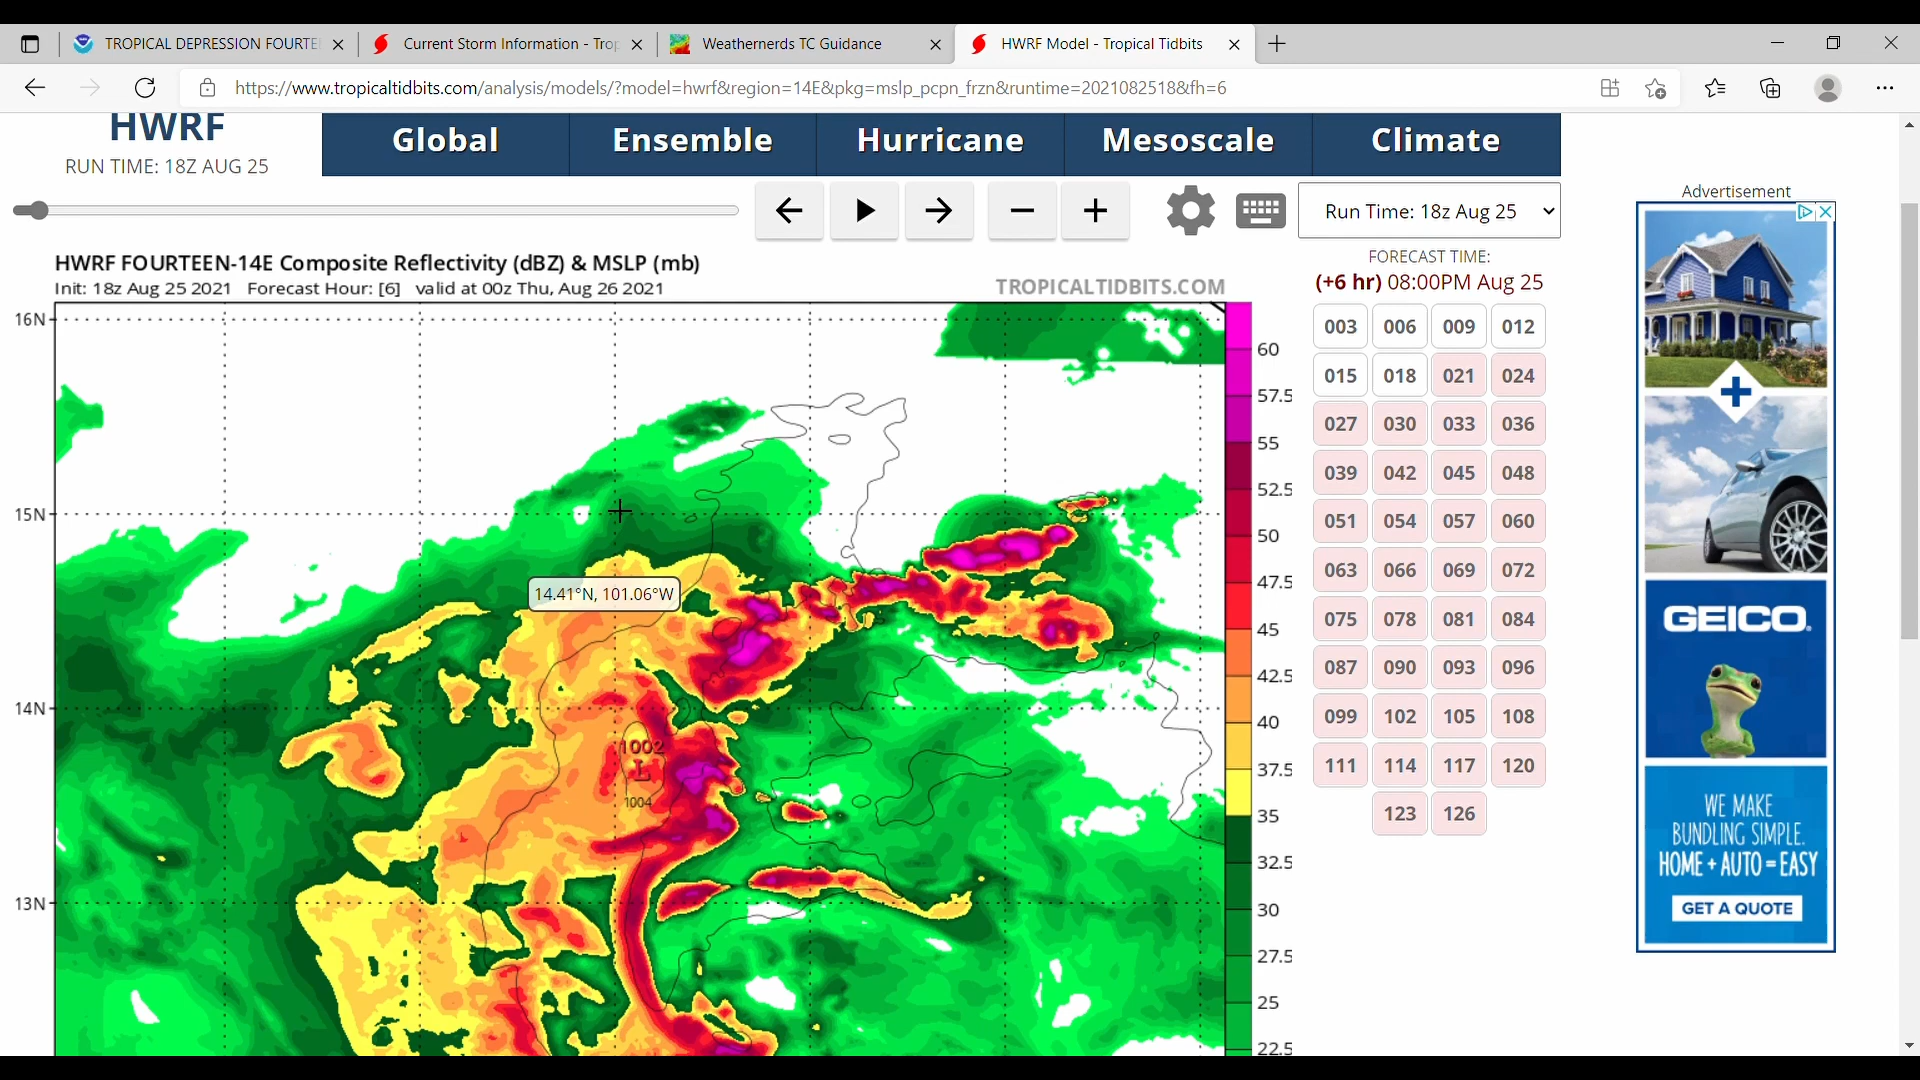 TROPICAL DEPRESSION FOURTE
Current Storm Information - Trop
Weathernerds TC Guidance
HWRF Model - Tropical Tidbits
https://www.tropicaltidbits.com/analysis/models/?model=hwrf&region=14E&pkg=mslp_pcpn_frzn&runtime=2021082518&fh=6
HWRF
RUN TIME: 18Z AUG 25
Global
Ensemble
Hurricane
Mesoscale
Climate
Run Time: 18z Aug 25
FORECAST TIME:
(+6 hr) 08:00PM Aug 25
HWRF FOURTEEN-14E Composite Reflectivity (dBZ) & MSLP (mb)
Init: 18z Aug 25 2021 Forecast Hour: [6] valid at 00z Thu, Aug 26 2021
TROPICALTIDBITS.COM
16N
15N
14N
13N
14.41°N, 101.06°W
1002
L
1004
60
57.5
55
52.5
50
47.5
45
42.5
40
37.5
35
32.5
30
27.5
25
22.5
003 006 009 012
015 018 021 024
027 030 033 036
039 042 045 048
051 054 057 060
063 066 069 072
075 078 081 084
087 090 093 096
099 102 105 108
111 114 117 120
123 126
Advertisement
GEICO.
WE MAKE
BUNDLING SIMPLE.
HOME + AUTO = EASY
GET A QUOTE